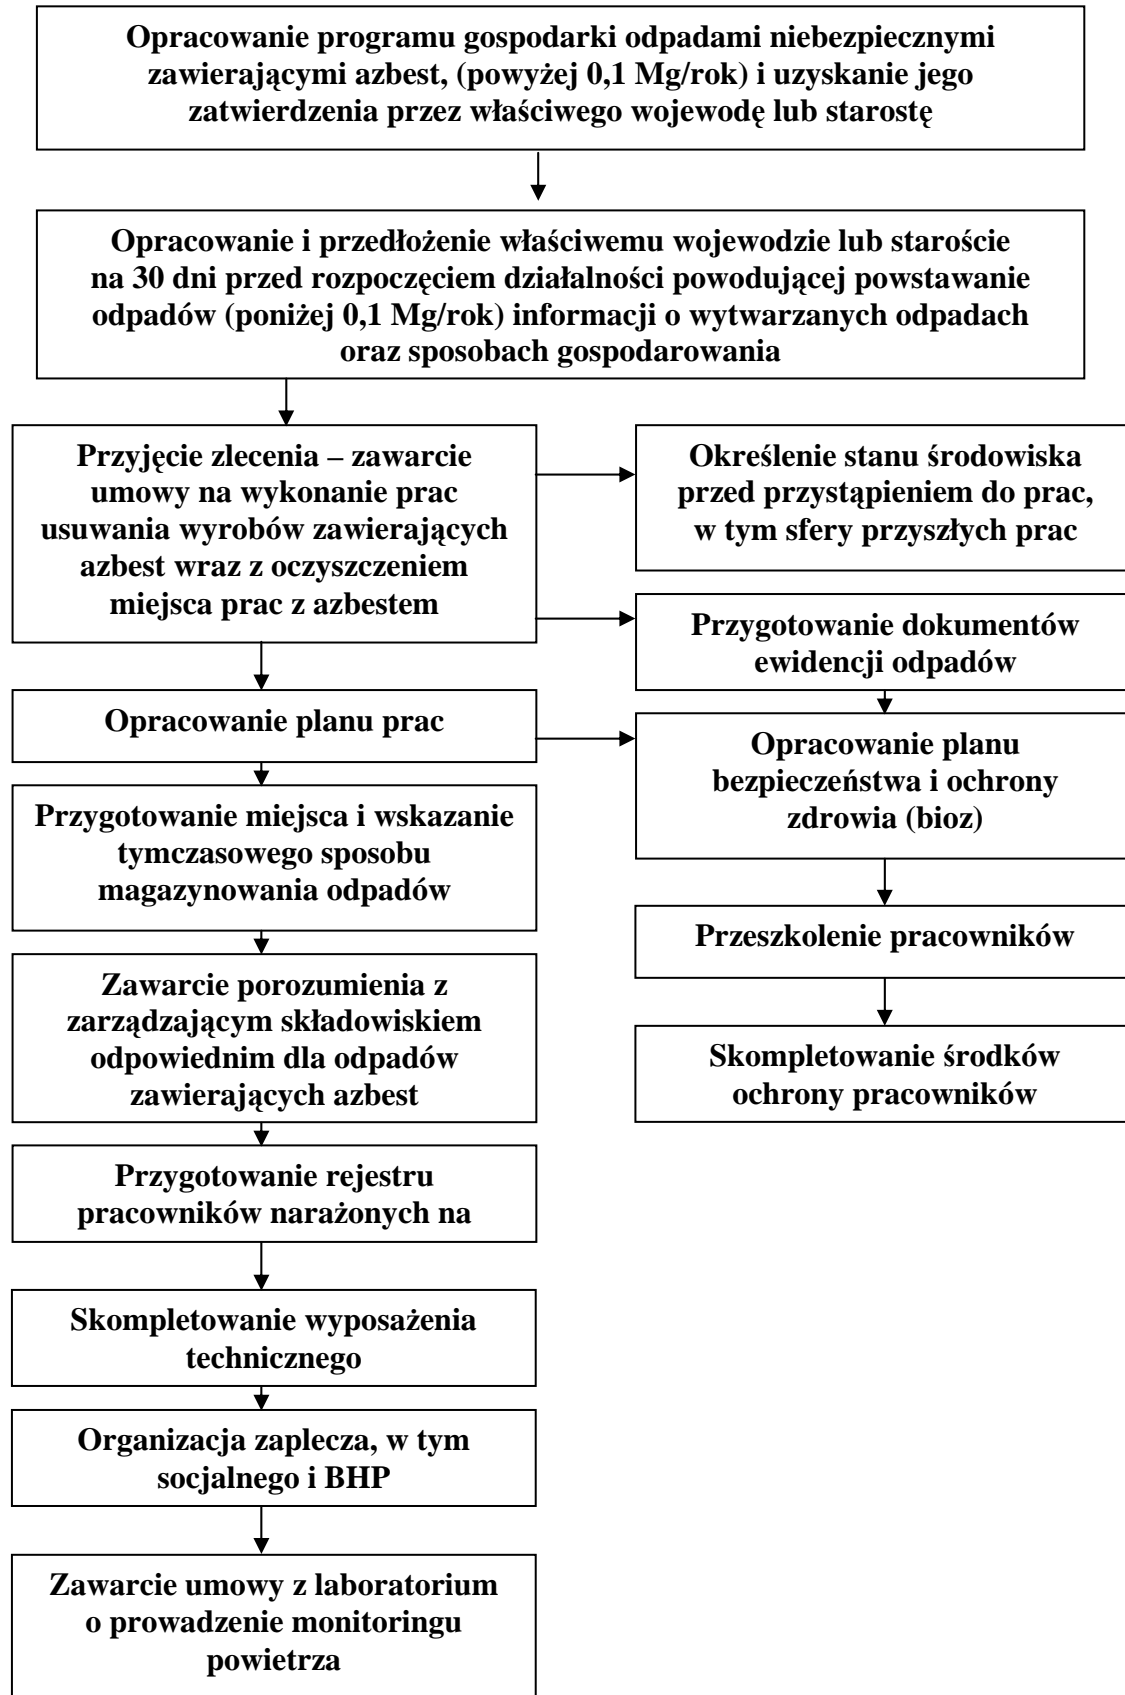 Opracowanie programu gospodarki odpadami niebezpiecznymi
zawierającymi azbest, (powyżej 0,1 Mg/rok) i uzyskanie jego
zatwierdzenia przez właściwego wojewodę lub starostę
Opracowanie i przedłożenie właściwemu wojewodzie lub staroście
na 30 dni przed rozpoczęciem działalności powodującej powstawanie
odpadów (poniżej 0,1 Mg/rok) informacji o wytwarzanych odpadach
oraz sposobach gospodarowania
Przyjęcie zlecenia – zawarcie
umowy na wykonanie prac
usuwania wyrobów zawierających
azbest wraz z oczyszczeniem
miejsca prac z azbestem
Określenie stanu środowiska
przed przystąpieniem do prac,
w tym sfery przyszłych prac
Przygotowanie dokumentów
ewidencji odpadów
Opracowanie planu prac
Opracowanie planu
bezpieczeństwa i ochrony
zdrowia (bioz)
Przygotowanie miejsca i wskazanie
tymczasowego sposobu
magazynowania odpadów
Przeszkolenie pracowników
Zawarcie porozumienia z
zarządzającym składowiskiem
odpowiednim dla odpadów
zawierających azbest
Skompletowanie środków
ochrony pracowników
Przygotowanie rejestru
pracowników narażonych na
Skompletowanie wyposażenia
technicznego
Organizacja zaplecza, w tym
socjalnego i BHP
Zawarcie umowy z laboratorium
o prowadzenie monitoringu
powietrza